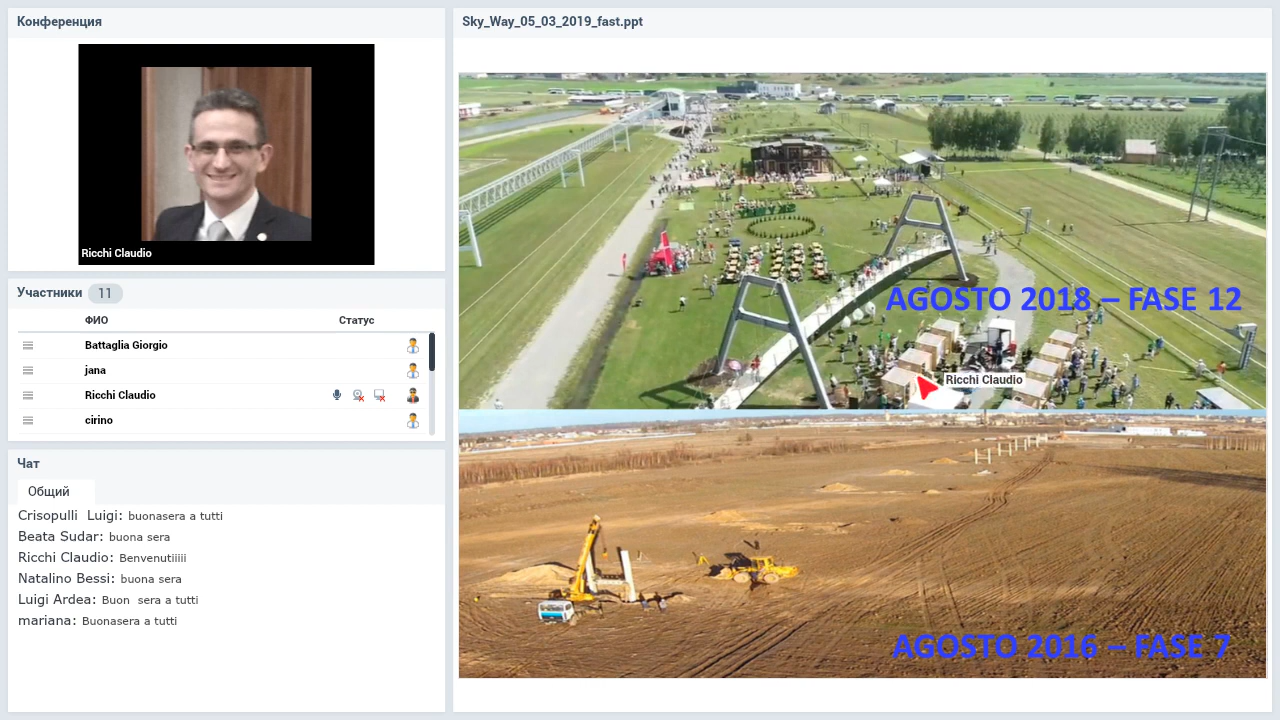 Конференция
Ricchi Claudio
Участники 11
ФИО Статус
Battaglia Giorgio
jana
Ricchi Claudio
cirino
Чат
Общий
Crisopulli Luigi: buonasera a tutti
Beata Sudar: buona sera
Ricchi Claudio: Benvenutiiiii
Natalino Bessi: buona sera
Luigi Ardea: Buon sera a tutti
mariana: Buonasera a tutti
Sky_Way_05_03_2019_fast.ppt
AGOSTO 2018 – FASE 12
Ricchi Claudio
AGOSTO 2016 – FASE 7